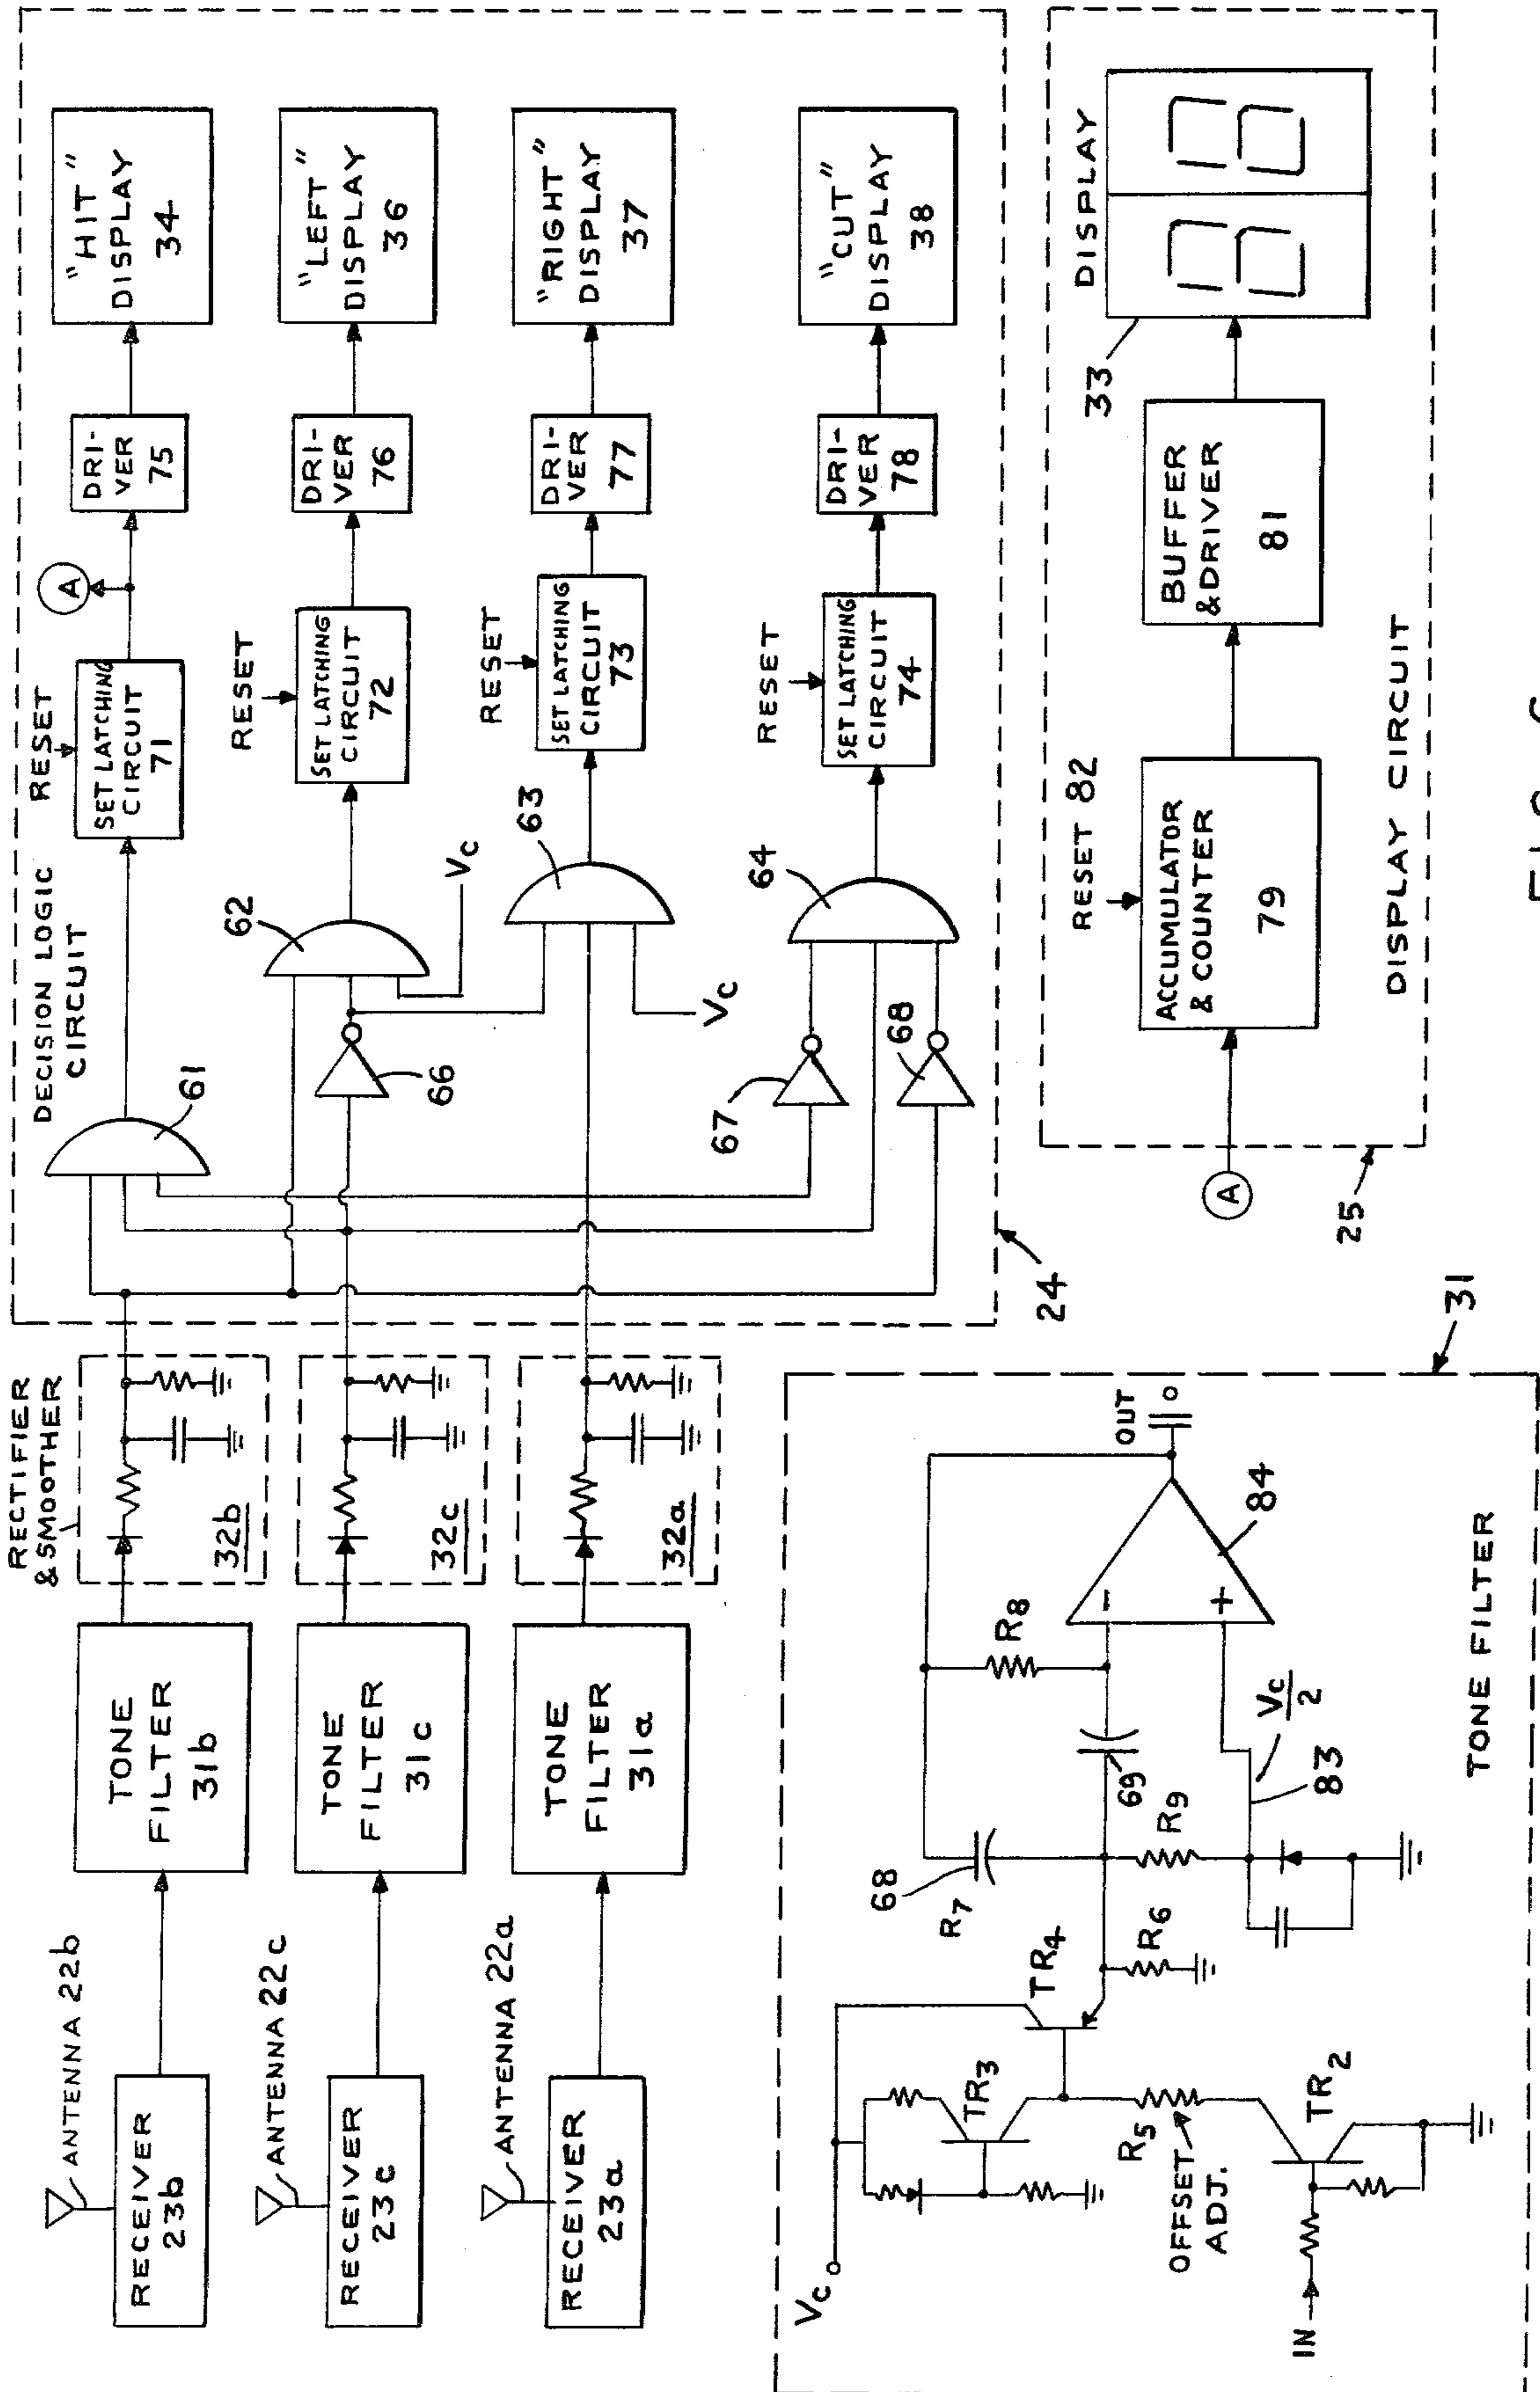 ANTENNA 22b
RECEIVER
23b
ANTENNA 22c
RECEIVER
23c
ANTENNA 22a
RECEIVER
23a
TONE
FILTER
31b
TONE
FILTER
31c
TONE
FILTER
31a
RECTIFIER
& SMOOTHER
32b
32c
32a
DECISION LOGIC
CIRCUIT
61
62
63
64
66
67
68
Vc
Vc
RESET
SET LATCHING
CIRCUIT
71
RESET
SET LATCHING
CIRCUIT
72
RESET
SET LATCHING
CIRCUIT
73
RESET
SET LATCHING
CIRCUIT
74
A
DRI-
VER
75
DRI-
VER
76
DRI-
VER
77
DRI-
VER
78
"HIT"
DISPLAY
34
"LEFT"
DISPLAY
36
"RIGHT"
DISPLAY
37
"CUT"
DISPLAY
38
24
Vc
IN
OFFSET
ADJ.
R5
TR2
TR3
TR4
R6
R7
68
R9
69
R8
Vc/2
83
84
OUT
TONE FILTER
31
A
25
RESET 82
ACCUMULATOR
& COUNTER
79
BUFFER
& DRIVER
81
33
DISPLAY
DISPLAY CIRCUIT